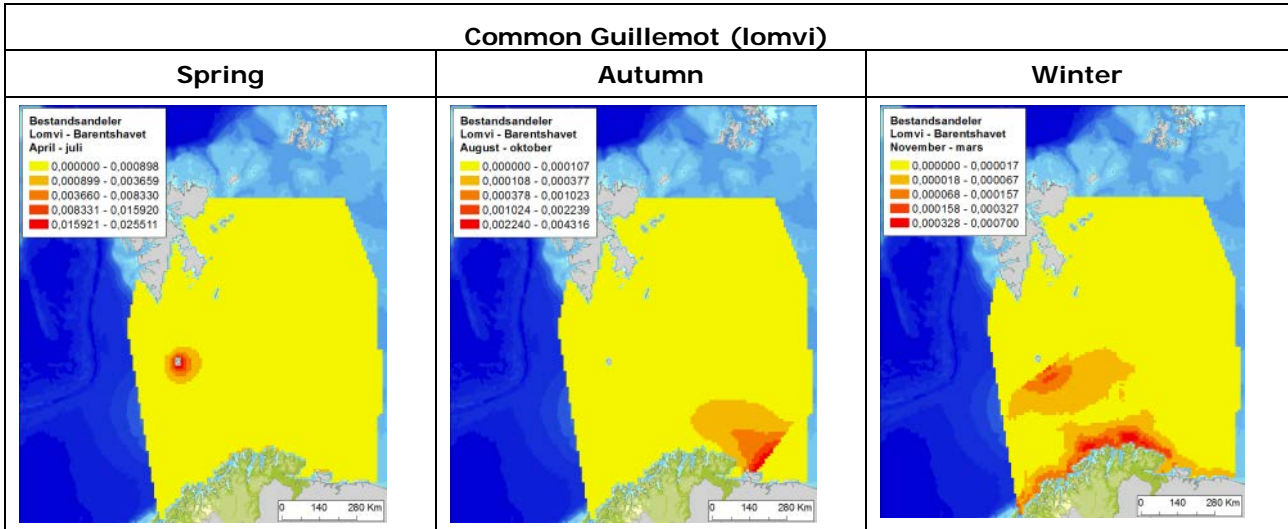 Common Guillemot (lomvi)
Spring
Autumn
Winter
Bestandsandeler
Lomvi - Barentshavet
April - juli
0,000000 - 0,000898
0,000899 - 0,003659
0,003660 - 0,008330
0,008331 - 0,015920
0,015921 - 0,025511
0 140 280 Km
Bestandsandeler
Lomvi - Barentshavet
August - oktober
0,000000 - 0,000107
0,000108 - 0,000377
0,000378 - 0,001023
0,001024 - 0,002239
0,002240 - 0,004316
0 140 280 Km
Bestandsandeler
Lomvi - Barentshavet
November - mars
0,000000 - 0,000017
0,000018 - 0,000067
0,000068 - 0,000157
0,000158 - 0,000327
0,000328 - 0,000700
0 140 280 Km